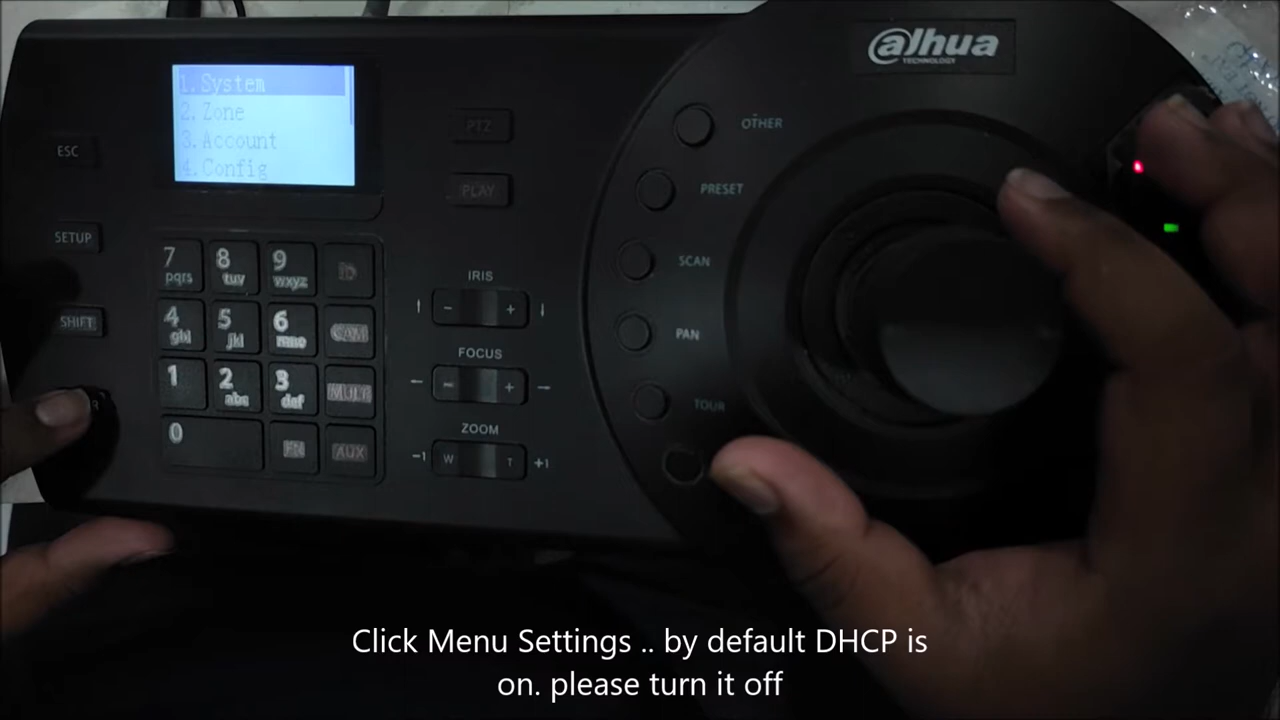 alhua
TECHNOLOGY
1.System
2.Zone
3.Account
4.Config
ESC
SETUP
SHIFT
PTZ
PLAY
7 8 9 ID
pqrs tuv wxyz
4 5 6 CAM
ghi jkl mno
1 2 3 MULT
abc def
0 FN AUX
IRIS
- +
FOCUS
- +
ZOOM
-1 W T +1
OTHER
PRESET
SCAN
PAN
TOUR
Click Menu Settings .. by default DHCP is
on. please turn it off